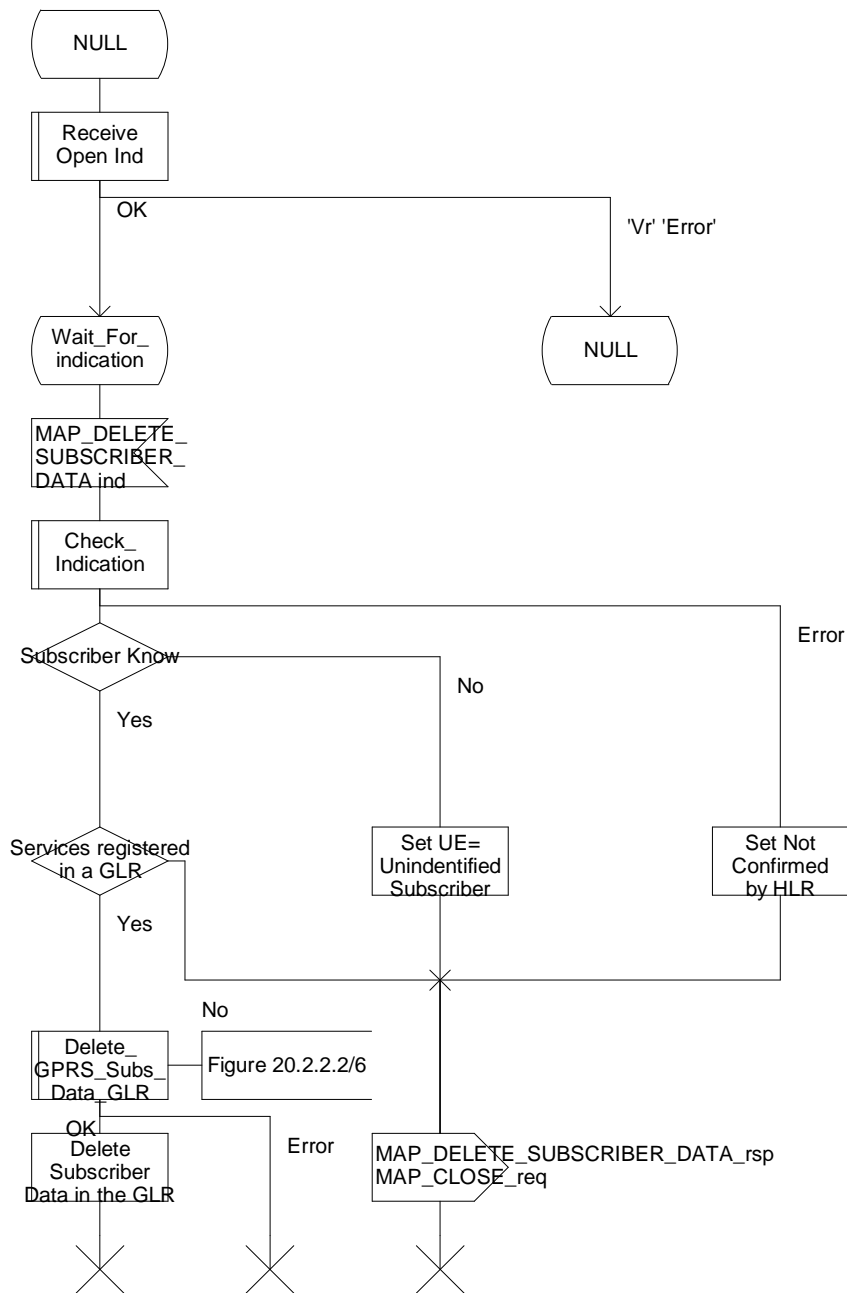 NULL
Receive
Open Ind
OK
'Vr' 'Error'
Wait_For_
indication
NULL
MAP_DELETE_
SUBSCRIBER_
DATA ind
Check_
Indication
Error
Subscriber Know
No
Yes
Services registered
in a GLR
Set UE=
Unindentified
Subscriber
Set Not
Confirmed
by HLR
Yes
No
Delete_
GPRS_Subs_
Data_GLR
Figure 20.2.2.2/6
OK
Error
Delete
Subscriber
Data in the GLR
MAP_DELETE_SUBSCRIBER_DATA_rsp
MAP_CLOSE_req